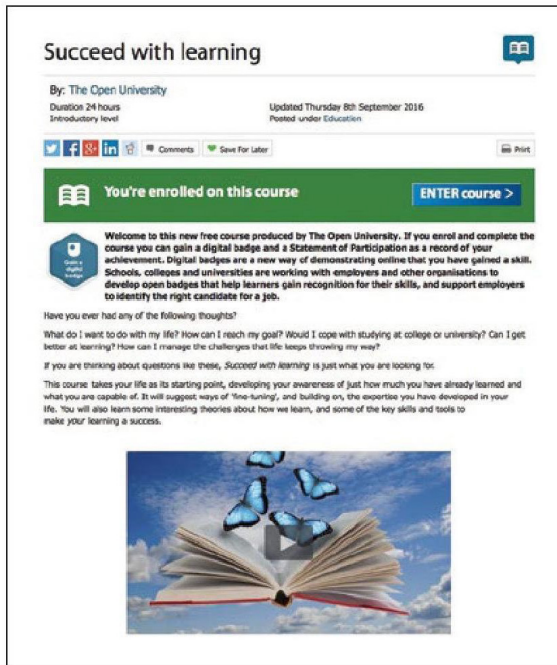 Succeed with learning
By: The Open University
Duration 24 hours
Updated Thursday 8th September 2016
Introductory level
Posted under Education
Comments
Save For Later
Print
You're enrolled on this course
ENTER course >
Gain a
digital
badge
Welcome to this new free course produced by The Open University. If you enrol and complete the
course you can gain a digital badge and a Statement of Participation as a record of your
achievement. Digital badges are a new way of demonstrating online that you have gained a skill.
Schools, colleges and universities are working with employers and other organisations to
develop open badges that help learners gain recognition for their skills, and support employers
to identify the right candidate for a job.
Have you ever had any of the following thoughts?
What do I want to do with my life? How can I reach my goal? Would I cope with studying at college or university? Can I get
better at learning? How can I manage the challenges that life keeps throwing my way?
If you are thinking about questions like these, Succeed with learning is just what you are looking for.
This course takes your life as its starting point, developing your awareness of just how much you have already learned and
what you are capable of. It will suggest ways of 'fine-tuning', and building on, the expertise you have developed in your
life. You will also learn some interesting theories about how we learn, and some of the key skills and tools to
make your learning a success.